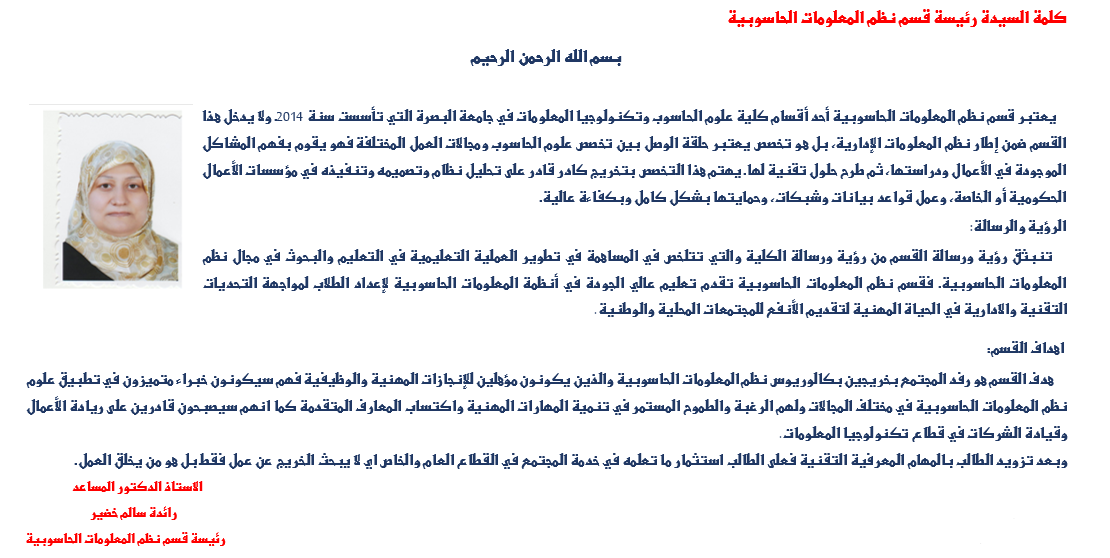 كلمة السيدة رئيسة قسم نظم المعلومات الحاسوبية
بسم الله الرحمن الرحيم
يعتبر قسم نظم المعلومات الحاسوبية أحد أقسام كلية علوم الحاسوب وتكنولوجيا المعلومات في جامعة البصرة التي تأسست سنة 2014. ولا يدخل هذا
القسم ضمن إطار نظم المعلومات الإدارية، بل هو تخصص يعتبر حلقة الوصل بين تخصص علوم الحاسوب ومجالات العمل المختلفة فهو يقوم بفهم المشاكل
الموجودة في الأعمال ودراستها، ثم طرح حلول تقنية لها. يهتم هذا التخصص بتخريج كادر قادر على تحليل نظام وتصميمه وتنفيذه في مؤسسات الأعمال
الحكومية أو الخاصة، وعمل قواعد بيانات وشبكات، وحمايتها بشكل كامل وبكفاءة عالية.
الرؤية والرسالة:
تنبثق رؤية ورسالة القسم من رؤية ورسالة الكلية والتي تتلخص في المساهمة في تطوير العملية التعليمية في التعليم والبحوث في مجال نظم
المعلومات الحاسوبية. فقسم نظم المعلومات الحاسوبية تقدم تعليم عالي الجودة في أنظمة المعلومات الحاسوبية لإعداد الطلاب لمواجهة التحديات
التقنية والادارية في الحياة المهنية لتقديم الأنفع للمجتمعات المحلية والوطنية .
اهداف القسم:
هدف القسم هو رفد المجتمع بخريجين بكالوريوس نظم المعلومات الحاسوبية والذين يكونون مؤهلين للإنجازات المهنية والوظيفية فهم سيكونون خبراء متميزون في تطبيق علوم
نظم المعلومات الحاسوبية في مختلف المجالات ولهم الرغبة والطموح المستمر في تنمية المهارات المهنية واكتساب المعارف المتقدمة كما انهم سيصبحون قادرين على ريادة الأعمال
وقيادة الشركات في قطاع تكنولوجيا المعلومات.
وبعد تزويد الطالب بالمهام المعرفية التقنية فعلى الطالب استثمار ما تعلمه في خدمة المجتمع في القطاع العام والخاص اي لا يبحث الخريج عن عمل فقط بل هو من يخلق العمل.
الاستاذ الدكتور المساعد
رائدة سالم خضير
رئيسة قسم نظم المعلومات الحاسوبية